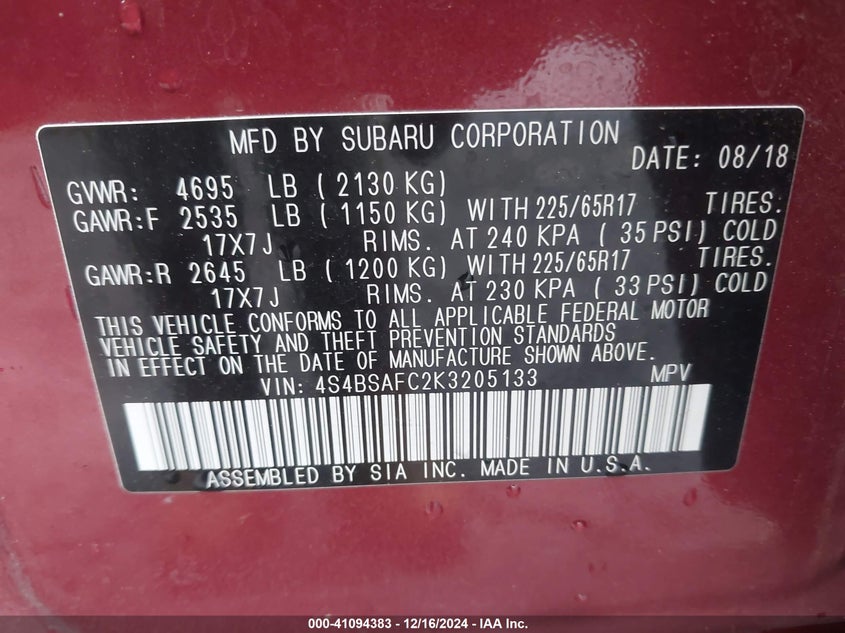 MFD BY SUBARU CORPORATION
DATE: 08/18
GVWR: 4695 LB ( 2130 KG)
GAWR:F 2535 LB ( 1150 KG) WITH 225/65R17 TIRES.
17X7J RIMS. AT 240 KPA ( 35 PSI) COLD
GAWR:R 2645 LB ( 1200 KG) WITH 225/65R17 TIRES.
17X7J RIMS. AT 230 KPA ( 33 PSI) COLD
THIS VEHICLE CONFORMS TO ALL APPLICABLE FEDERAL MOTOR
VEHICLE SAFETY AND THEFT PREVENTION STANDARDS
IN EFFECT ON THE DATE OF MANUFACTURE SHOWN ABOVE.
VIN: 4S4BSAFC2K3205133 MPV
ASSEMBLED BY SIA INC. MADE IN U.S.A.
000-41094383 - 12/16/2024 - IAA Inc.